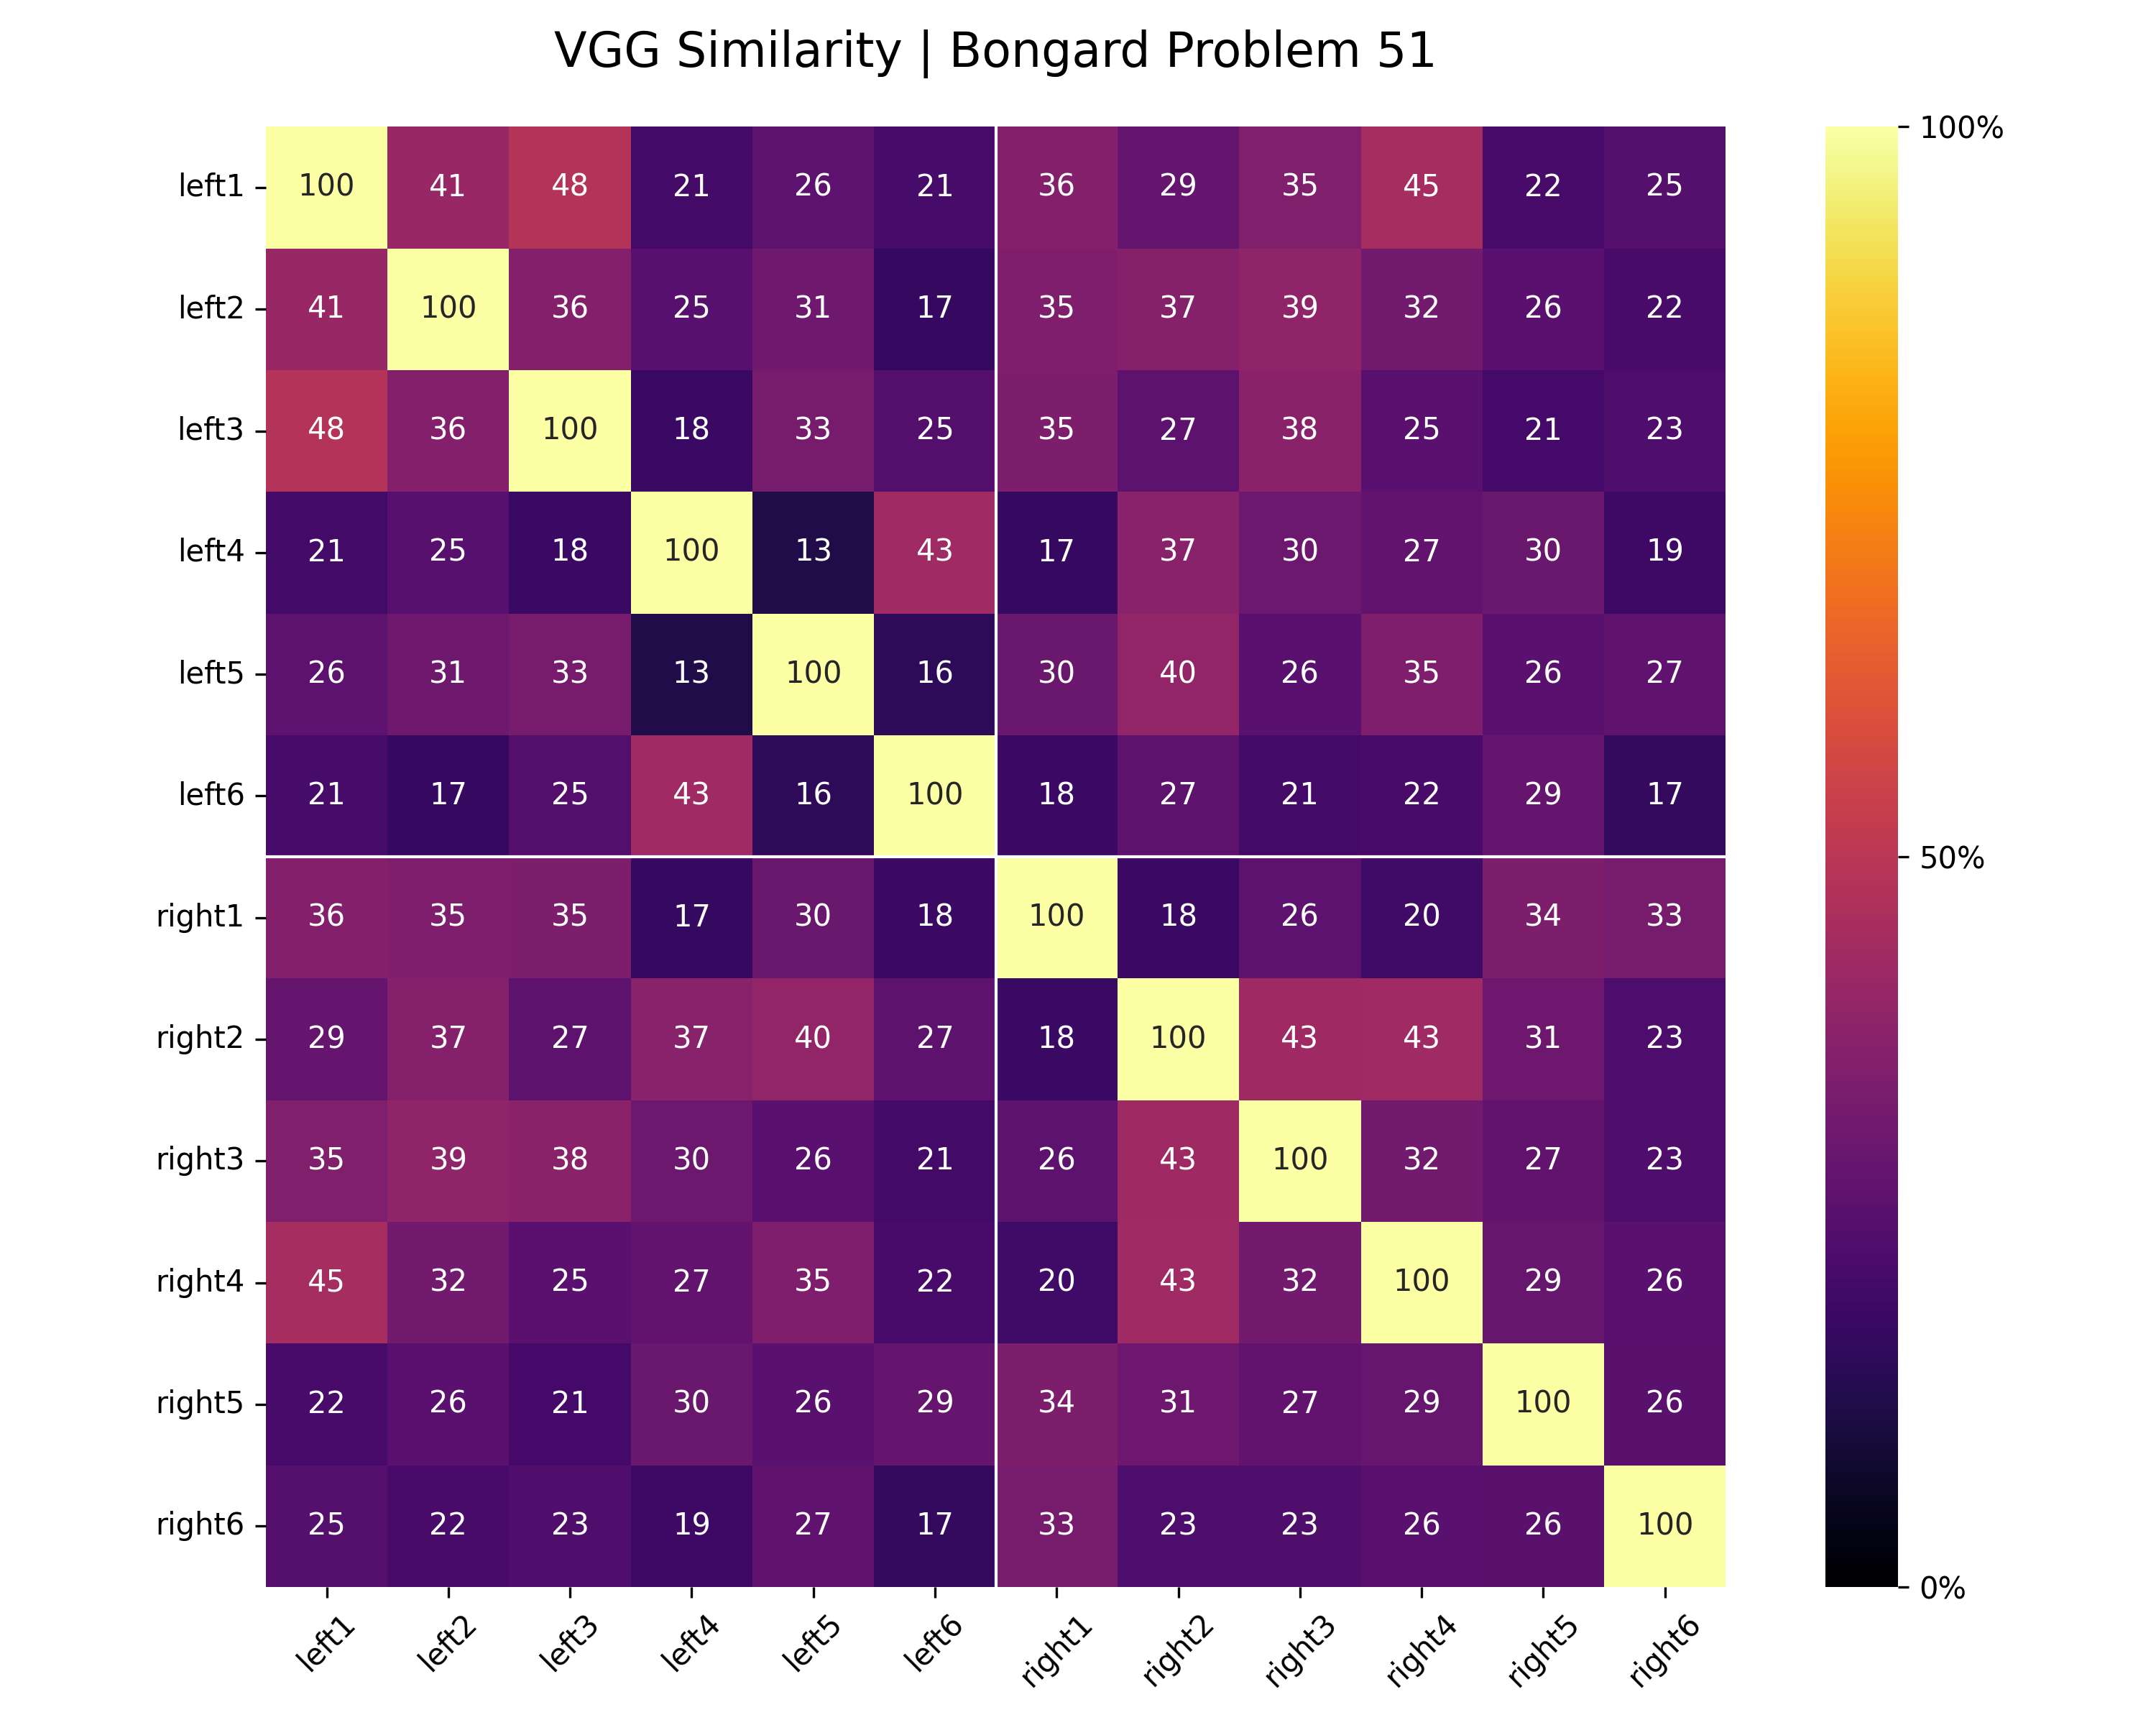 VGG Similarity | Bongard Problem 51
100%
left1 100 41 48 21 26 21 36 29 35 45 22 25
left2 41 100 36 25 31 17 35 37 39 32 26 22
left3 48 36 100 18 33 25 35 27 38 25 21 23
left4 21 25 18 100 13 43 17 37 30 27 30 19
left5 26 31 33 13 100 16 30 40 26 35 26 27
left6 21 17 25 43 16 100 18 27 21 22 29 17
50%
right1 36 35 35 17 30 18 100 18 26 20 34 33
right2 29 37 27 37 40 27 18 100 43 43 31 23
right3 35 39 38 30 26 21 26 43 100 32 27 23
right4 45 32 25 27 35 22 20 43 32 100 29 26
right5 22 26 21 30 26 29 34 31 27 29 100 26
right6 25 22 23 19 27 17 33 23 23 26 26 100
0%
left1 left2 left3 left4 left5 left6 right1 right2 right3 right4 right5 right6